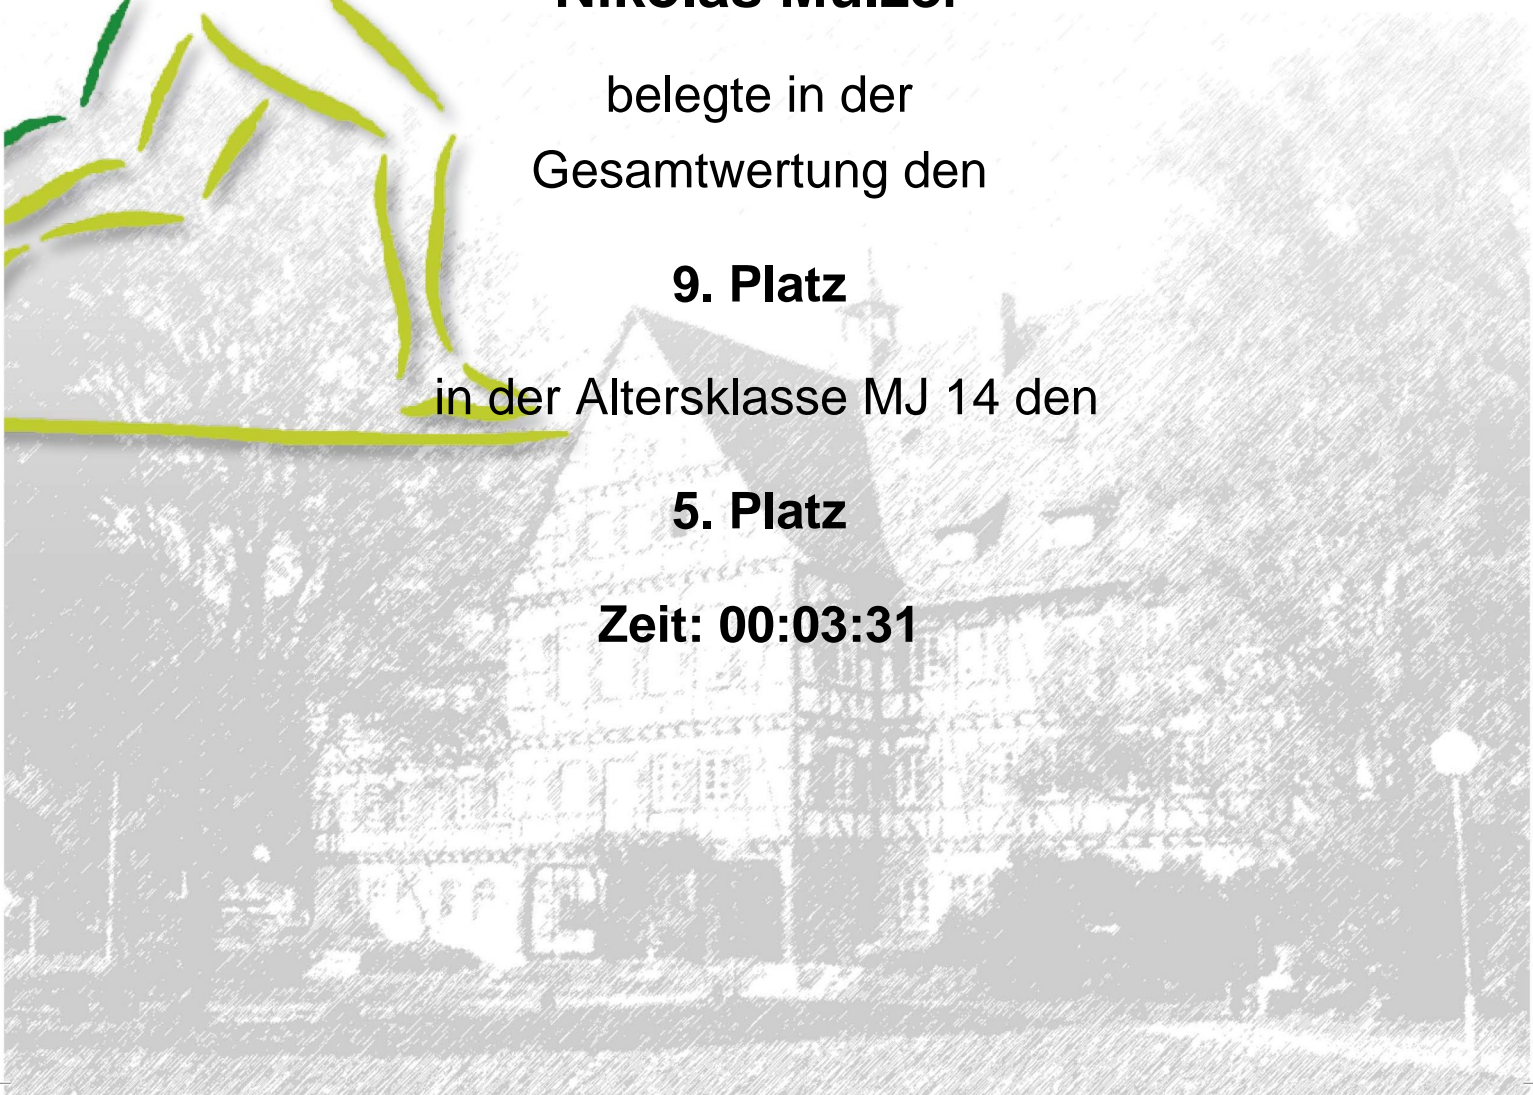 Nikolas
belegte in der
Gesamtwertung den
9. Platz
in der Altersklasse MJ 14 den
5. Platz
Zeit: 00:03:31